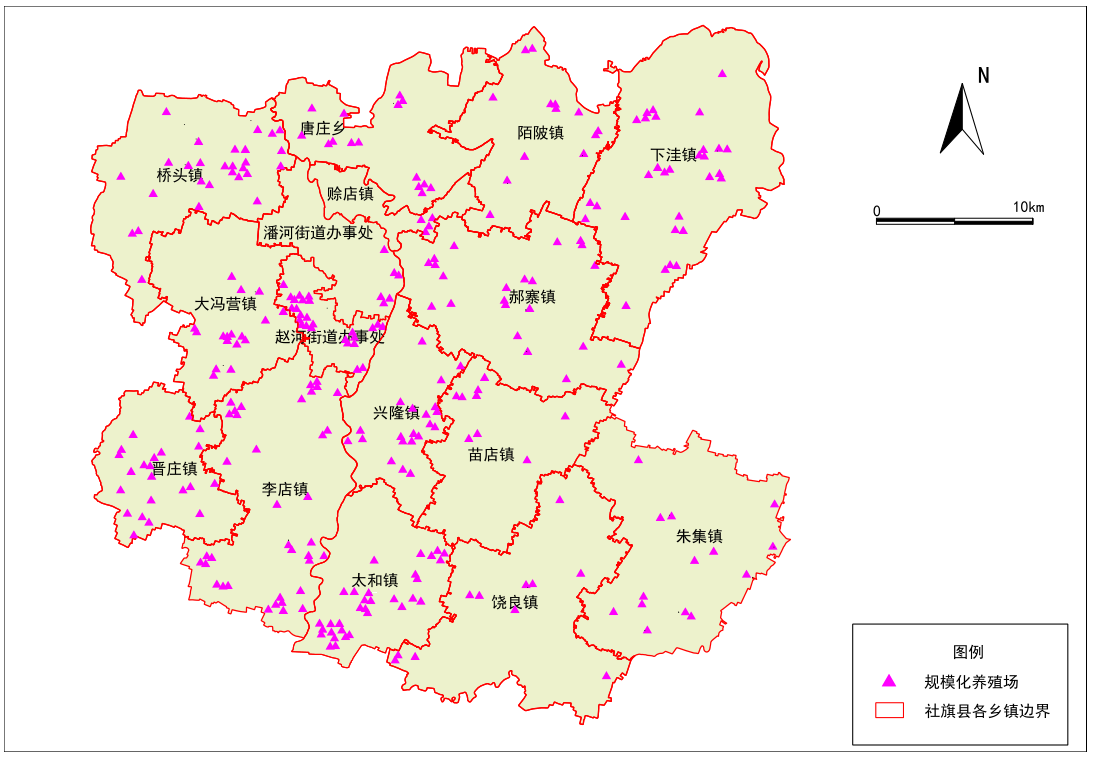 N
0
10km
唐庄乡
陌陂镇
下洼镇
桥头镇
赊店镇
潘河街道办事处
大冯营镇
郝寨镇
赵河街道办事处
兴隆镇
苗店镇
晋庄镇
李店镇
朱集镇
太和镇
饶良镇
图例
规模化养殖场
社旗县各乡镇边界